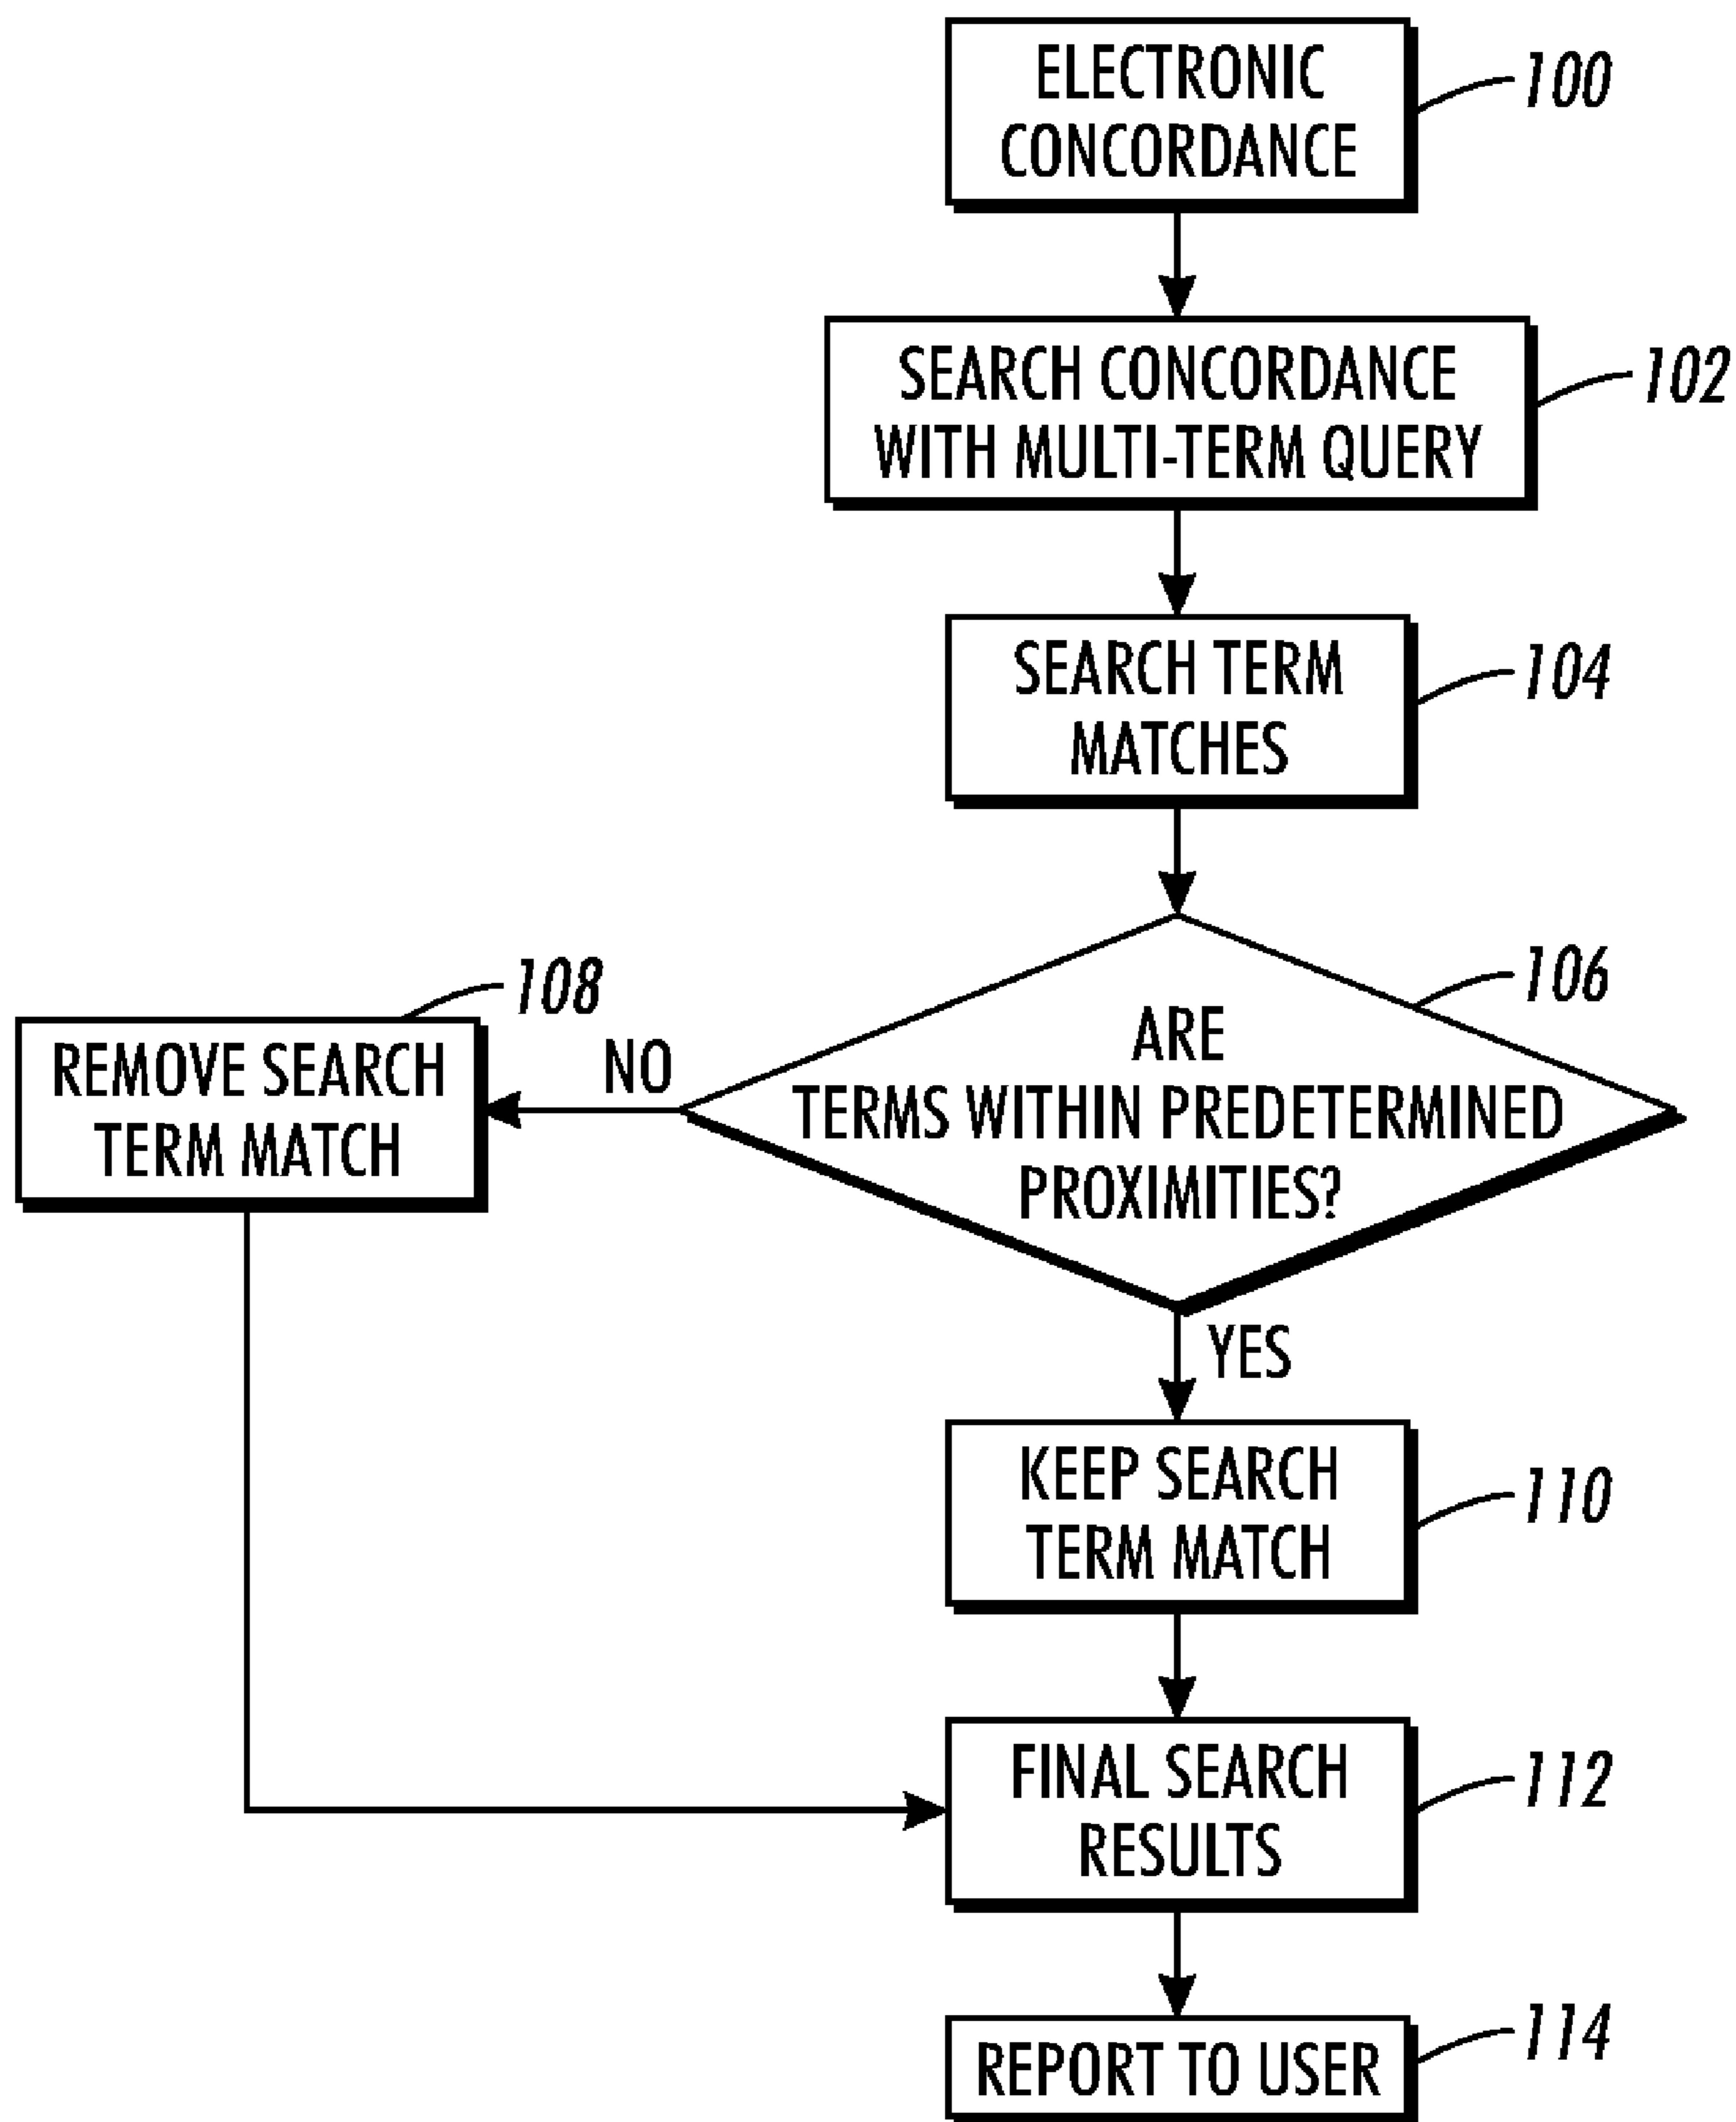 ELECTRONIC
CONCORDANCE
100
SEARCH CONCORDANCE
WITH MULTI-TERM QUERY
102
SEARCH TERM
MATCHES
104
ARE
TERMS WITHIN PREDETERMINED
PROXIMITIES?
106
NO
108
REMOVE SEARCH
TERM MATCH
YES
KEEP SEARCH
TERM MATCH
110
FINAL SEARCH
RESULTS
112
REPORT TO USER
114